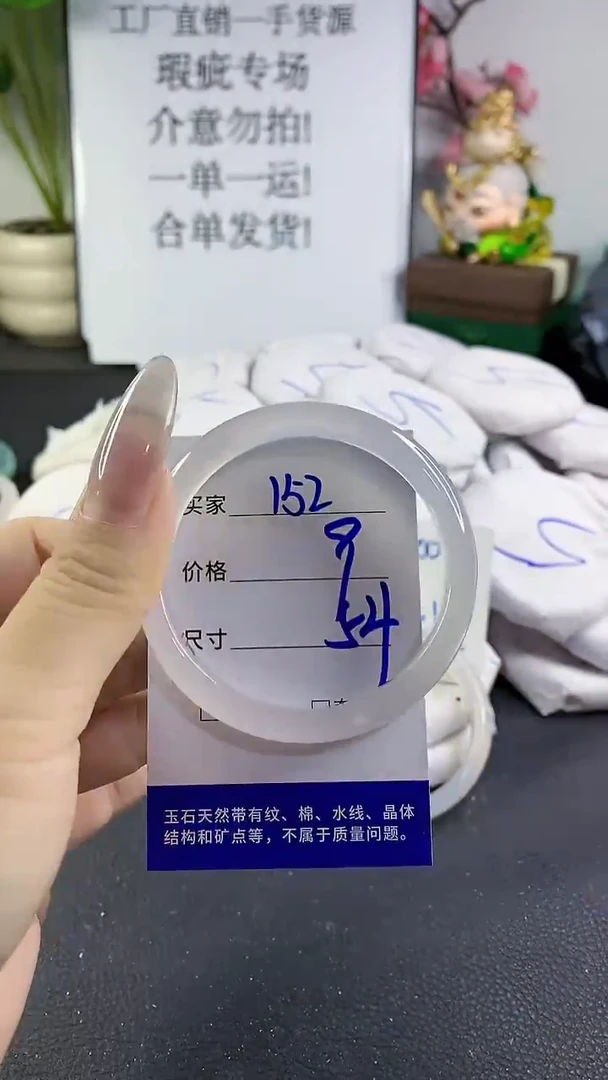 工厂直销一手货源
瑕疵专场
介意勿拍!
一单一运!
合单发货!
买家 152
价格 9
尺寸 54
玉石天然带有纹、棉、水线、晶体
结构和矿点等，不属于质量问题。